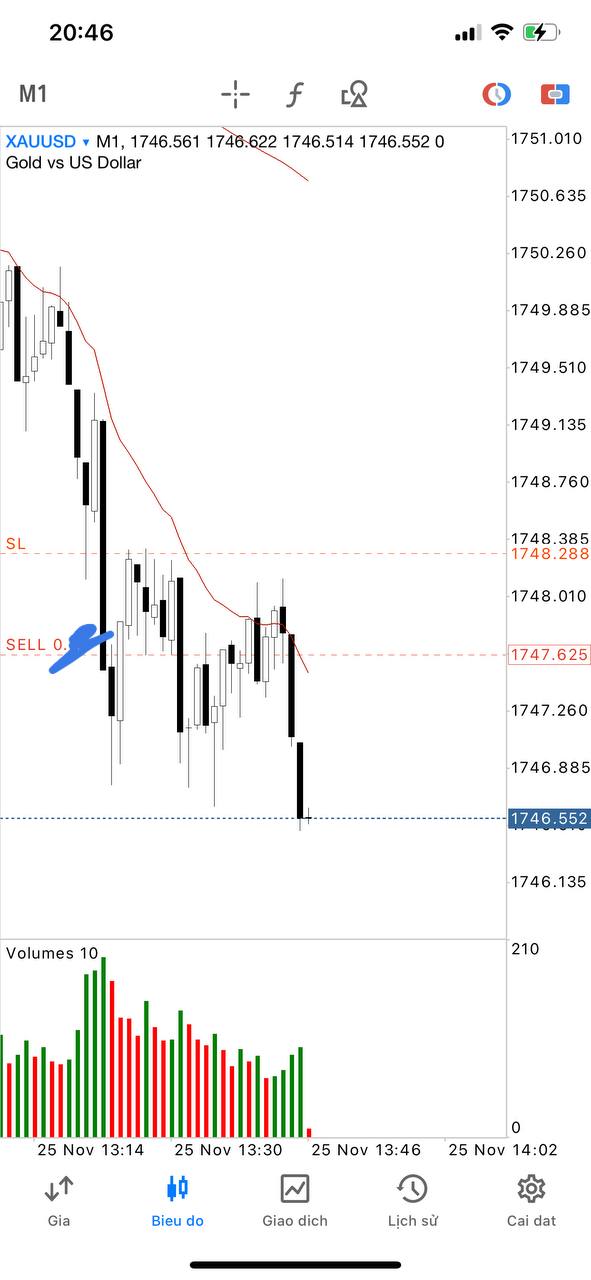 20:46
M1
XAUUSD ▾ M1, 1746.561 1746.622 1746.514 1746.552 0
Gold vs US Dollar
1751.010
1750.635
1750.260
1749.885
1749.510
1749.135
1748.760
1748.385
SL
1748.288
1748.010
SELL 0.
1747.625
1747.260
1746.885
1746.552
1746.135
Volumes 10
210
0
25 Nov 13:14 25 Nov 13:30 25 Nov 13:46 25 Nov 14:02
Gia Bieu do Giao dich Lịch sử Cai dat